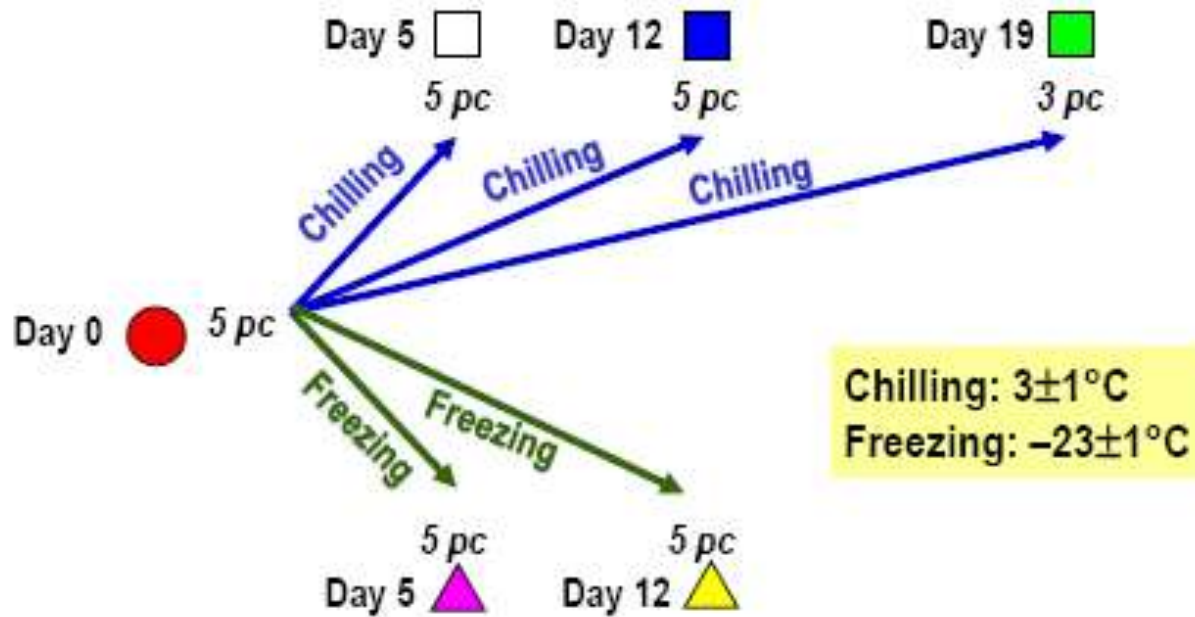 Day 5
Day 12
Day 19
5 pc
5 pc
3 pc
Chilling
Chilling
Chilling
Day 0
5 pc
Freezing
Freezing
Chilling: 3±1°C
Freezing: –23±1°C
5 pc
5 pc
Day 5
Day 12